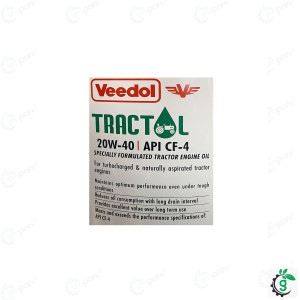 Veedol
TRACTOL
20W-40 | API CF-4
SPECIALLY FORMULATED TRACTOR ENGINE OIL
For turbocharged & naturally aspirated tractor
engines
Maintains optimum performance even under tough
conditions
Reduces oil consumption with long drain interval
Provides excellent value over long term use
Meets and exceeds the performance specifications of
API CF-4